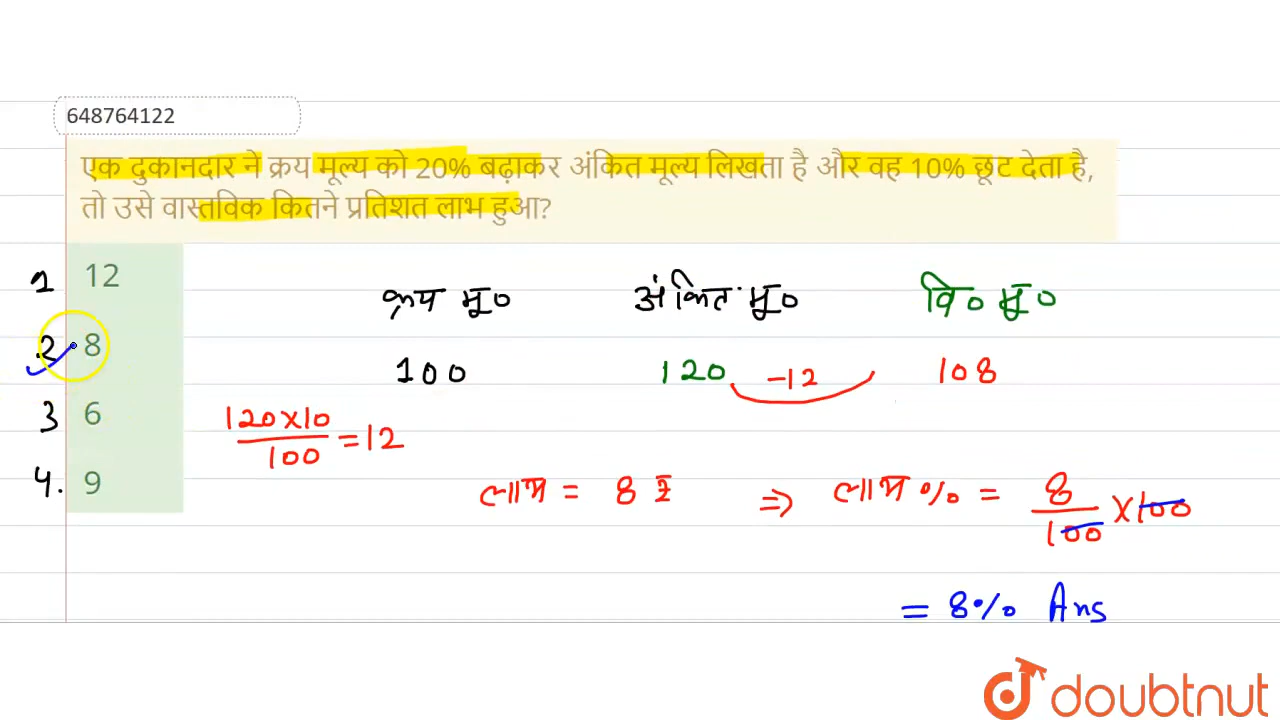 648764122
एक दुकानदार ने क्रय मूल्य को 20% बढ़ाकर अंकित मूल्य लिखता है और वह 10% छूट देता है,
तो उसे वास्तविक कितने प्रतिशत लाभ हुआ?
1 12
2 8
3 6
4. 9
क्रय मू० अंकित मू० वि० मू०
100 120 -12 108
120x10
100
=12
लाभ = 8 रु ⇒ लाभ % = 8/100 x 100
= 8% Ans
doubtnut